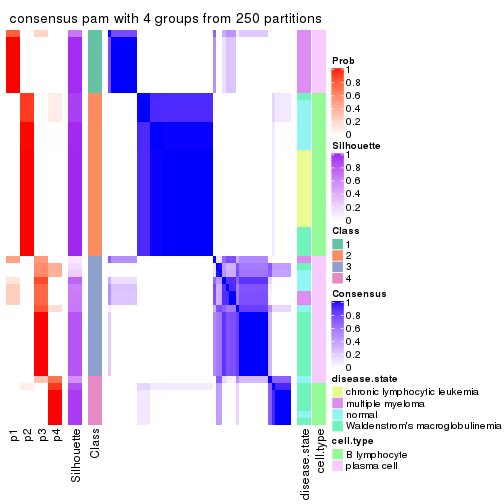 consensus pam with 4 groups from 250 partitions
Prob
1
0.8
0.6
0.4
0.2
0
Silhouette
1
0.8
0.6
0.4
0.2
0
Class
1
2
3
4
Consensus
1
0.8
0.6
0.4
0.2
0
disease.state
chronic lymphocytic leukemia
multiple myeloma
normal
Waldenstrom's macroglobulinemia
cell.type
B lymphocyte
plasma cell
p1
p2
p3
p4
Silhouette
Class
disease.state
cell.type